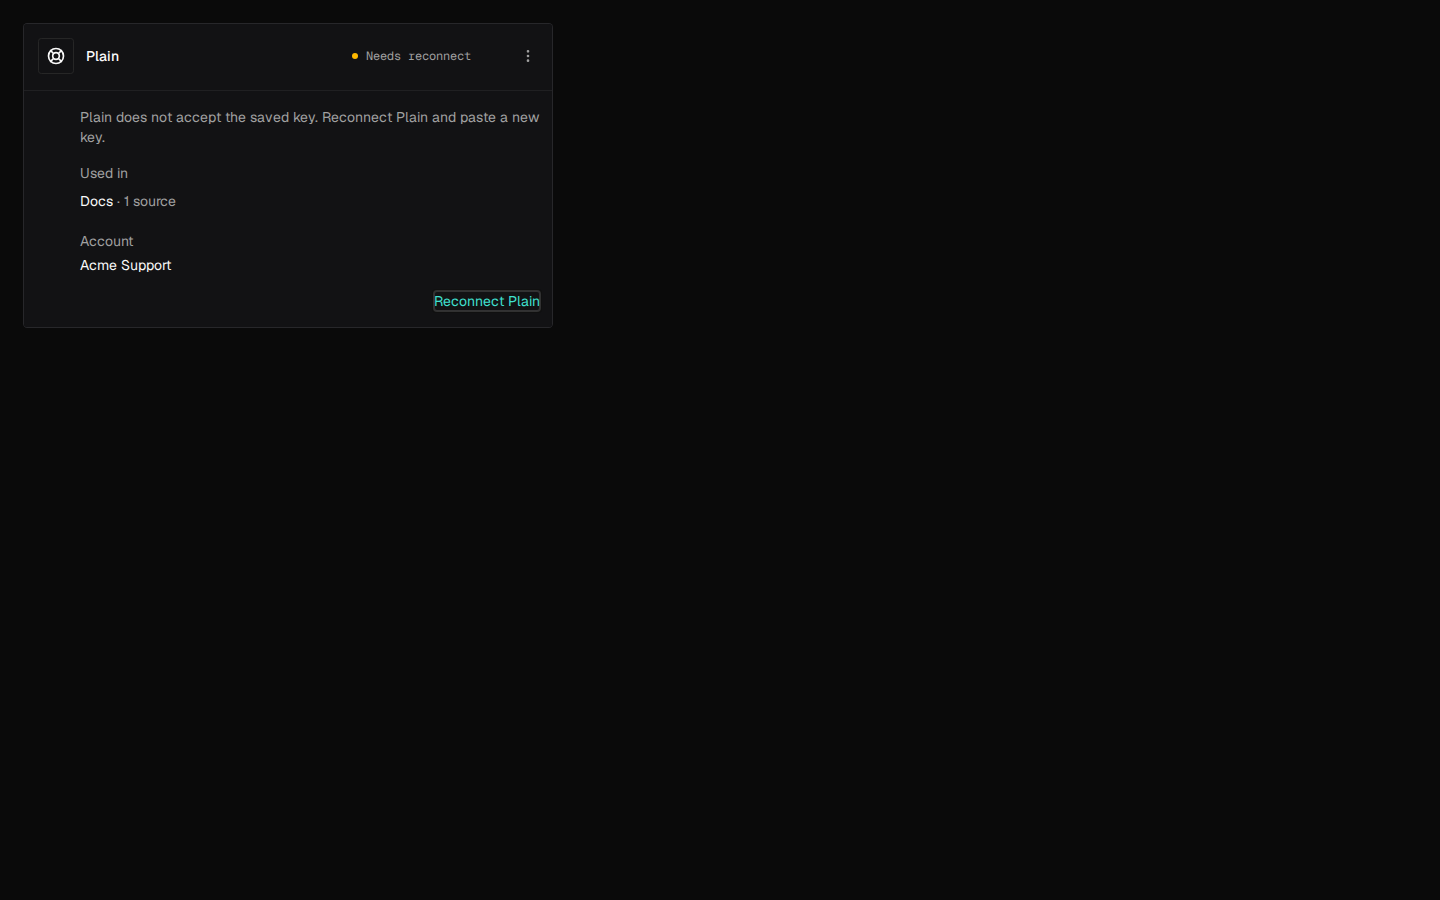 Plain
Needs reconnect
Plain does not accept the saved key. Reconnect Plain and paste a new
key.
Used in
Docs · 1 source
Account
Acme Support
Reconnect Plain